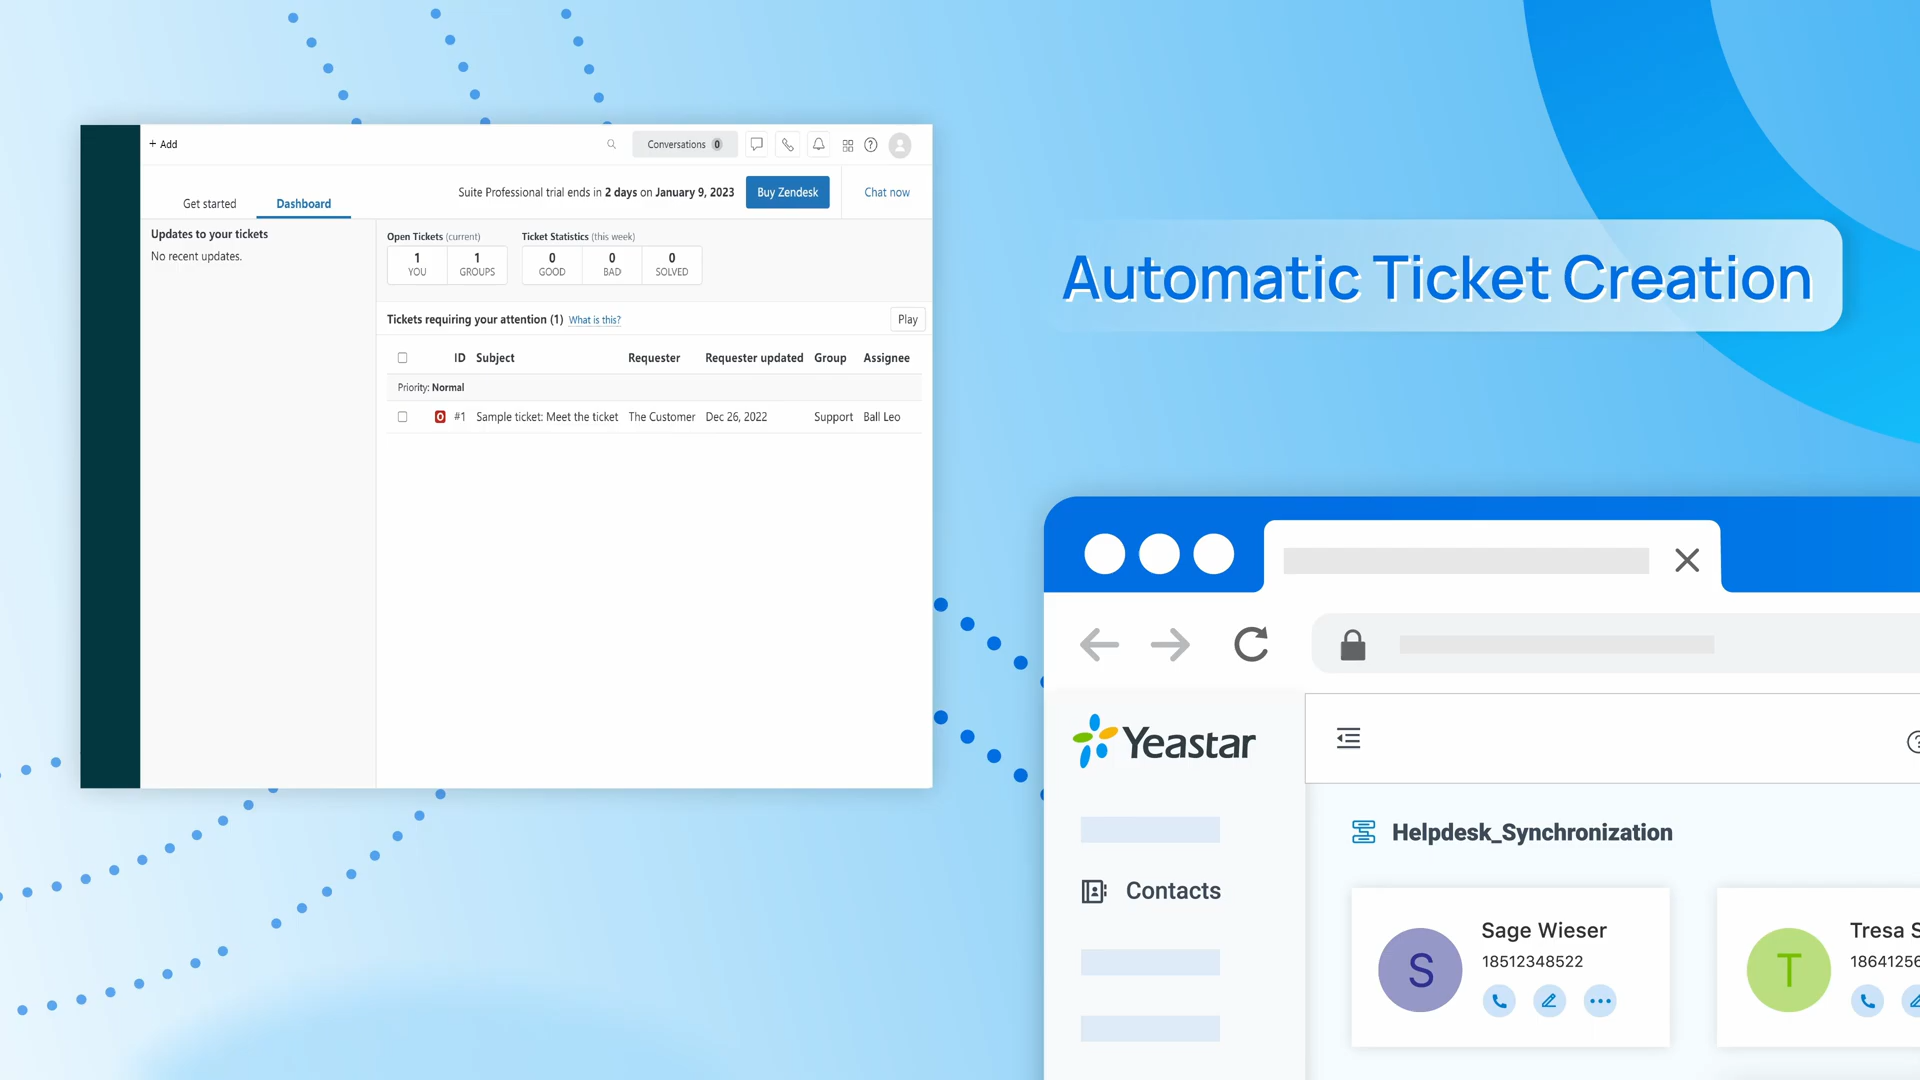 + Add
Conversations 0
Get started
Dashboard
Suite Professional trial ends in 2 days on January 9, 2023
Buy Zendesk
Chat now
Updates to your tickets
No recent updates.
Open Tickets (current)
1 YOU
1 GROUPS
Ticket Statistics (this week)
0 GOOD
0 BAD
0 SOLVED
Tickets requiring your attention (1) What is this?
Play
ID Subject Requester Requester updated Group Assignee
Priority: Normal
O #1 Sample ticket: Meet the ticket The Customer Dec 26, 2022 Support Ball Leo
Automatic Ticket Creation
Yeastar
Contacts
Helpdesk_Synchronization
S
Sage Wieser
18512348522
T
Tresa S
1864125